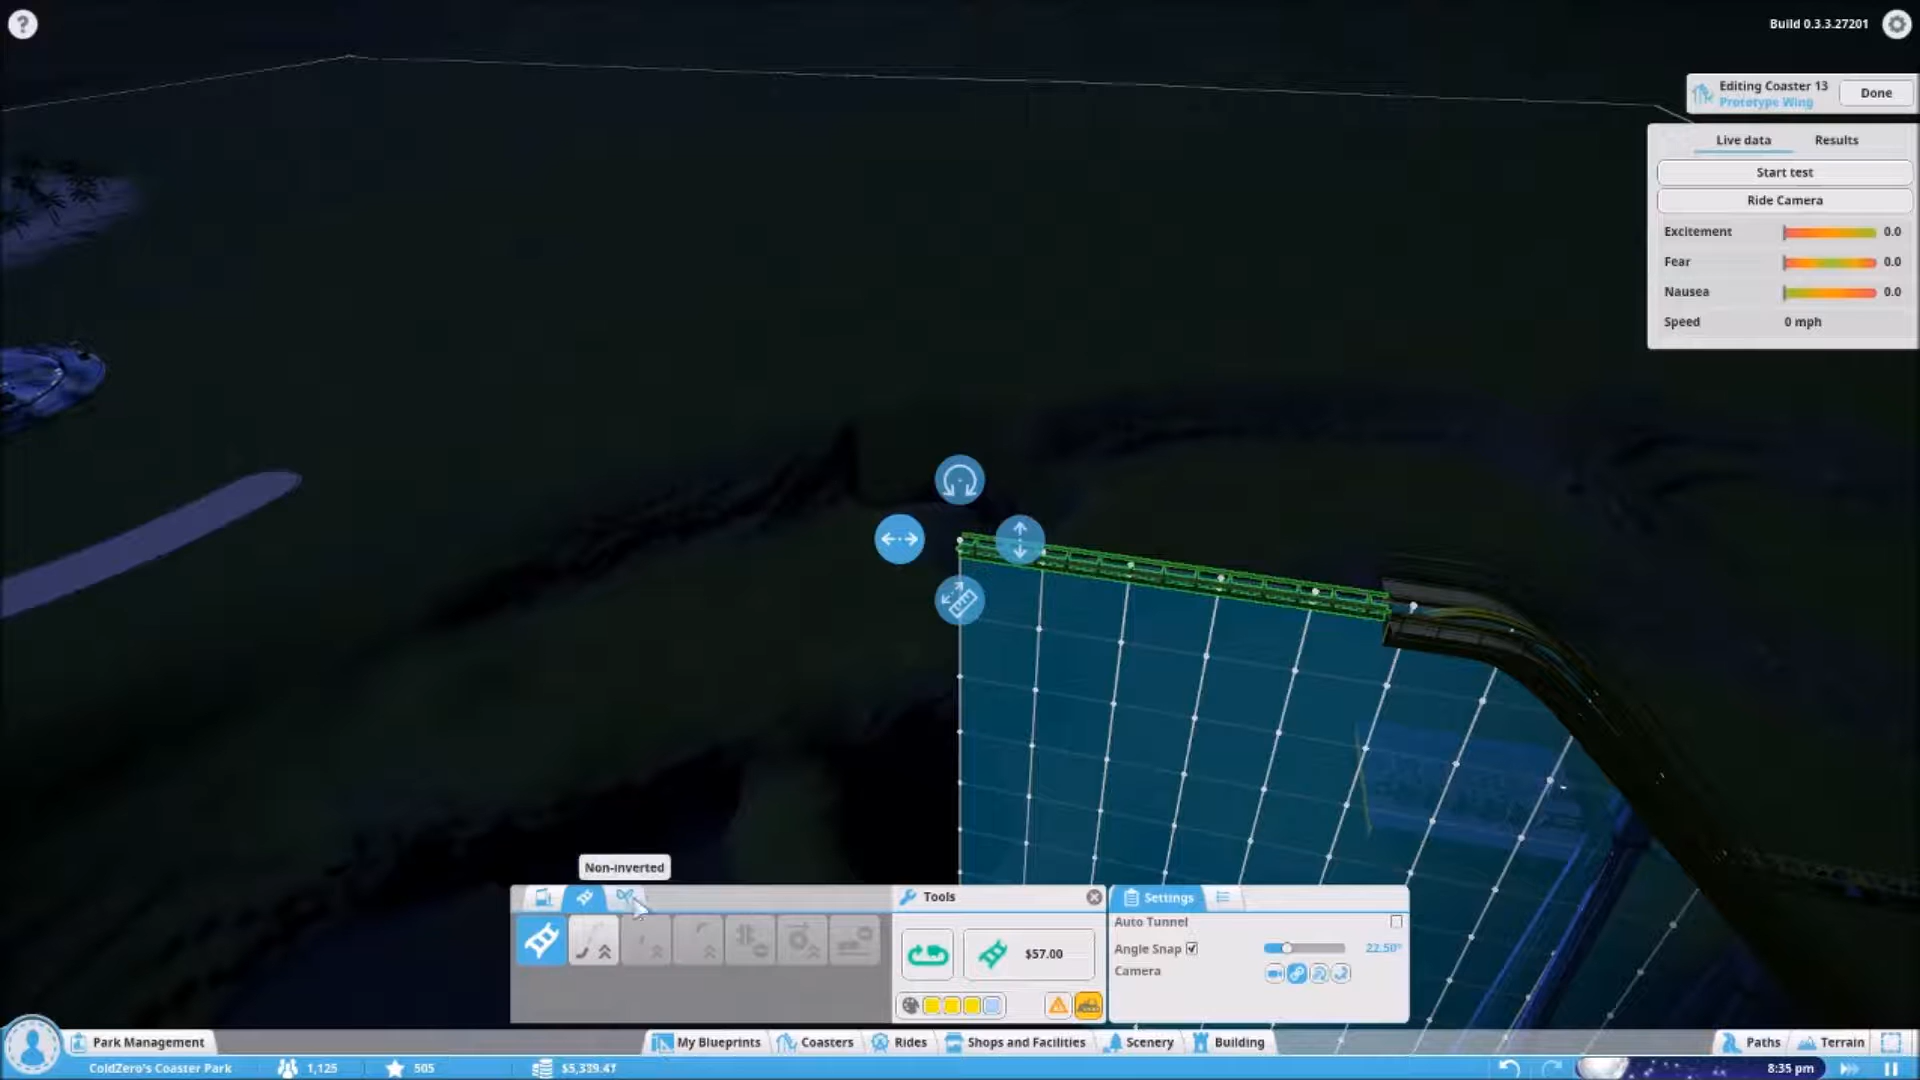 ?
Build 0.3.3.27201
Editing Coaster 13
Prototype Wing
Done
Live data
Results
Start test
Ride Camera
Excitement
0.0
Fear
0.0
Nausea
0.0
Speed
0 mph
Non-inverted
Tools
$57.00
Settings
Auto Tunnel
Angle Snap
22.50°
Camera
Park Management
My Blueprints
Coasters
Rides
Shops and Facilities
Scenery
Building
Paths
Terrain
ColdZero's Coaster Park
1,125
505
$5,339.41
8:35 pm